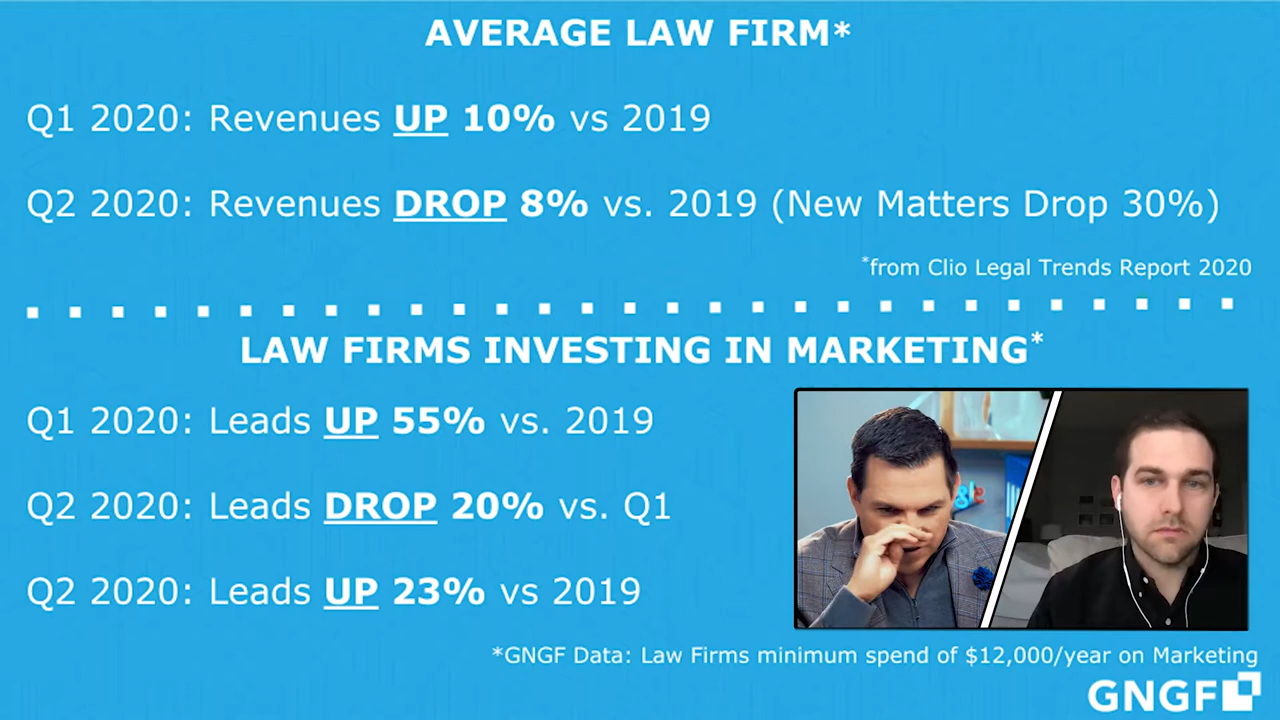 AVERAGE LAW FIRM*
Q1 2020: Revenues UP 10% vs 2019
Q2 2020: Revenues DROP 8% vs. 2019 (New Matters Drop 30%)
*from Clio Legal Trends Report 2020
LAW FIRMS INVESTING IN MARKETING*
Q1 2020: Leads UP 55% vs. 2019
Q2 2020: Leads DROP 20% vs. Q1
Q2 2020: Leads UP 23% vs 2019
*GNGF Data: Law Firms minimum spend of $12,000/year on Marketing
GNGF